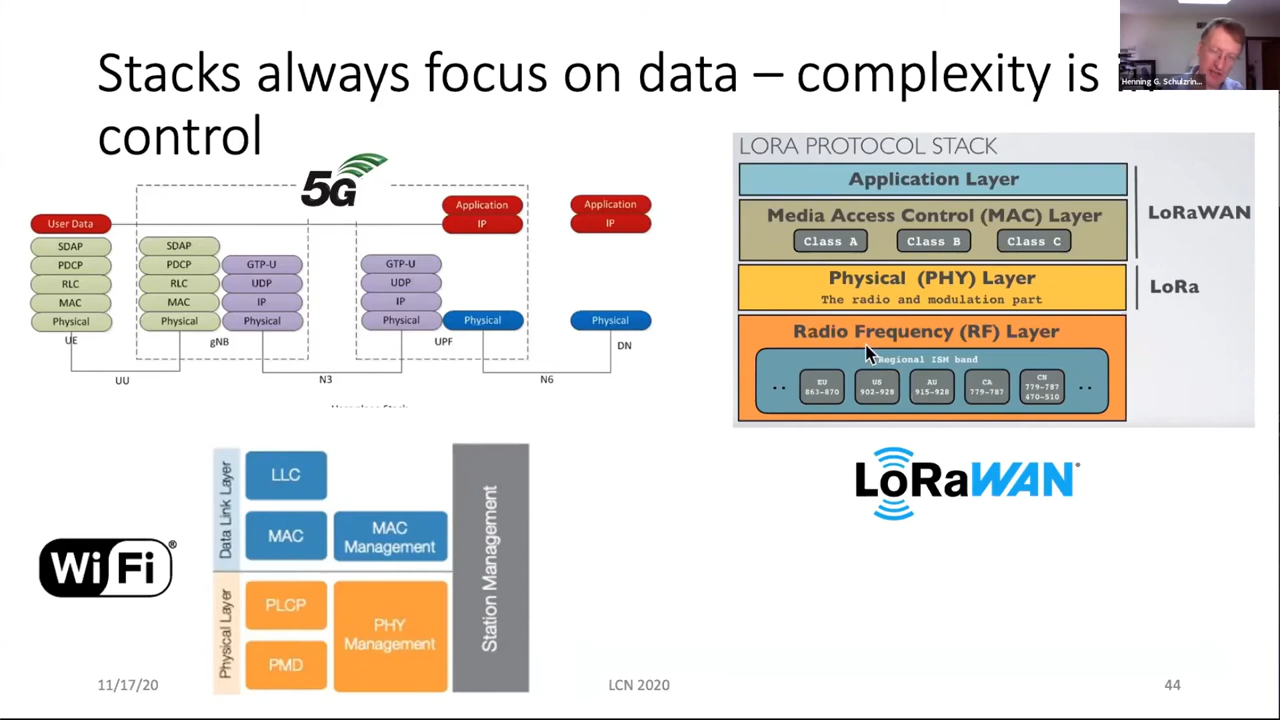 Stacks always focus on data – complexity is in
control
Henning G. Schulzrin...
5G
User Data
SDAP
PDCP
RLC
MAC
Physical
UE
SDAP
PDCP
RLC
MAC
Physical
gNB
GTP-U
UDP
IP
Physical
GTP-U
UDP
IP
Physical
UPF
Application
IP
Physical
Application
IP
Physical
DN
UU
N3
N6
LORA PROTOCOL STACK
Application Layer
Media Access Control (MAC) Layer
Class A
Class B
Class C
Physical (PHY) Layer
The radio and modulation part
Radio Frequency (RF) Layer
Regional ISM band
..
EU
863-870
US
902-928
AU
915-928
CA
779-787
CN
779-787
470-510
..
LoRaWAN
LoRa
LoRaWAN®
WiFi®
Data Link Layer
LLC
MAC
MAC
Management
Physical Layer
PLCP
PMD
PHY
Management
Station Management
11/17/20
LCN 2020
44